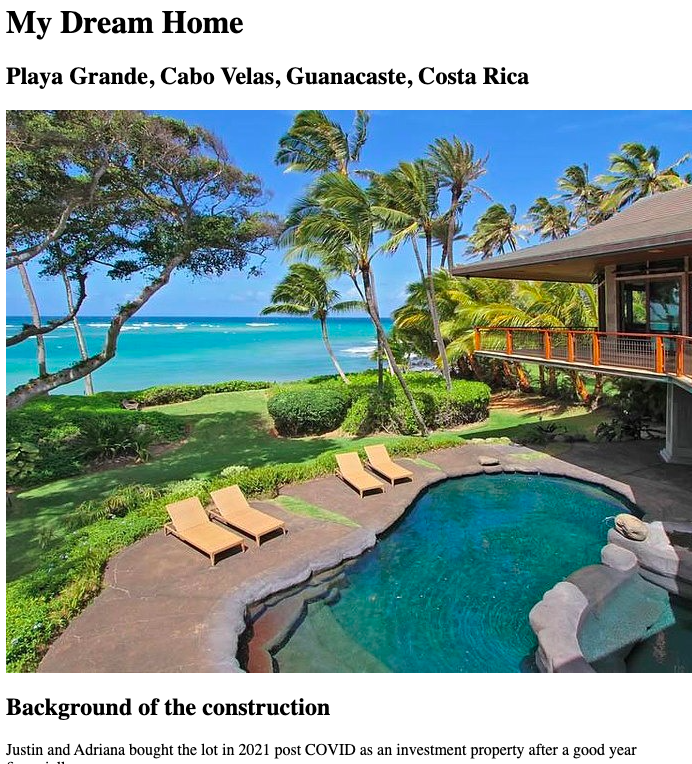 My Dream Home
Playa Grande, Cabo Velas, Guanacaste, Costa Rica
Background of the construction
Justin and Adriana bought the lot in 2021 post COVID as an investment property after a good year